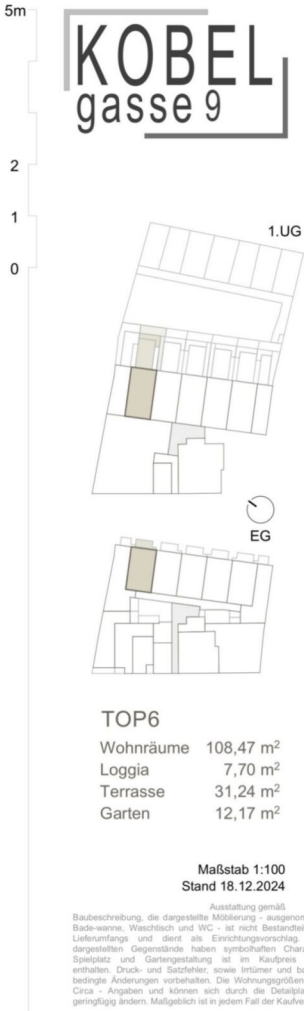 5m
KOBEL
gasse 9
2
1
0
1.UG
EG
TOP6
Wohnräume 108,47 m²
Loggia 7,70 m²
Terrasse 31,24 m²
Garten 12,17 m²
Maßstab 1:100
Stand 18.12.2024
Ausstattung gemäß
Baubeschreibung, die dargestellte Möblierung - ausgenom
Bade-wanne, Waschtisch und WC - ist nicht Bestandtei
Lieferumfangs und dient als Einrichtungsvorschlag.
dargestellten Gegenstände haben symbolhaften Chara
Spielplatz und Gartengestaltung ist im Kaufpreis
enthalten. Druck- und Satzfehler, sowie Irrtümer und ba
bedingte Änderungen vorbehalten. Die Wohnungsgrößen
Circa - Angaben und können sich durch die Detailpla
geringfügig ändern. Maßgeblich ist in jedem Fall der Kaufve